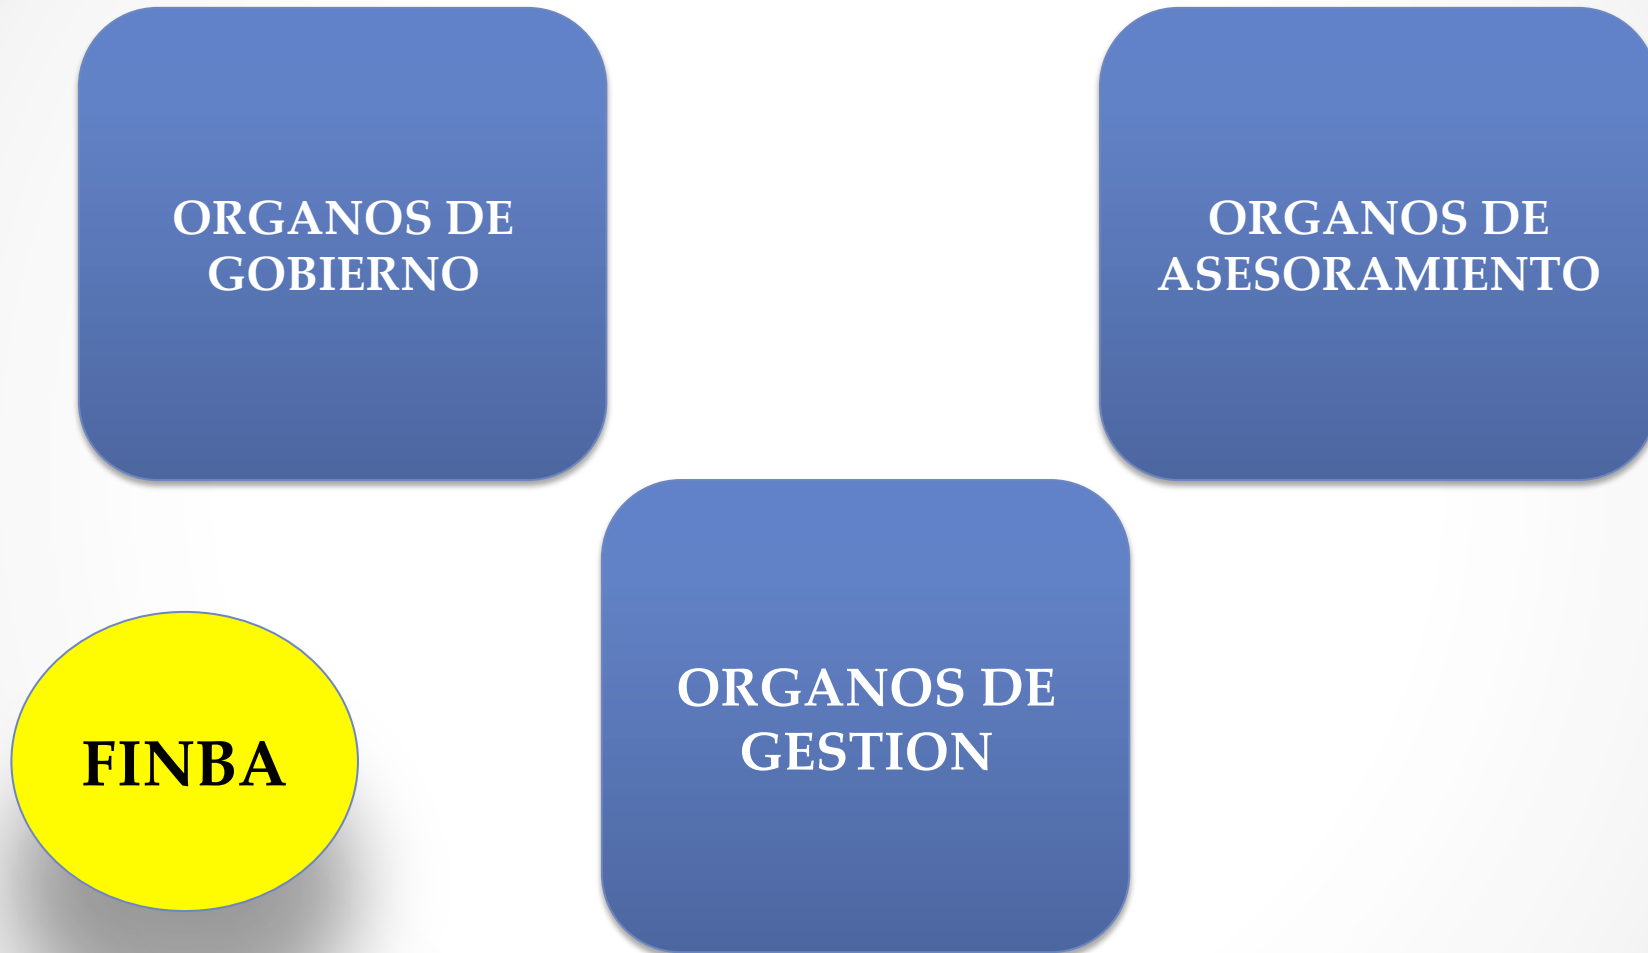 ORGANOS DE
GOBIERNO
ORGANOS DE
ASESORAMIENTO
ORGANOS DE
GESTION
FINBA